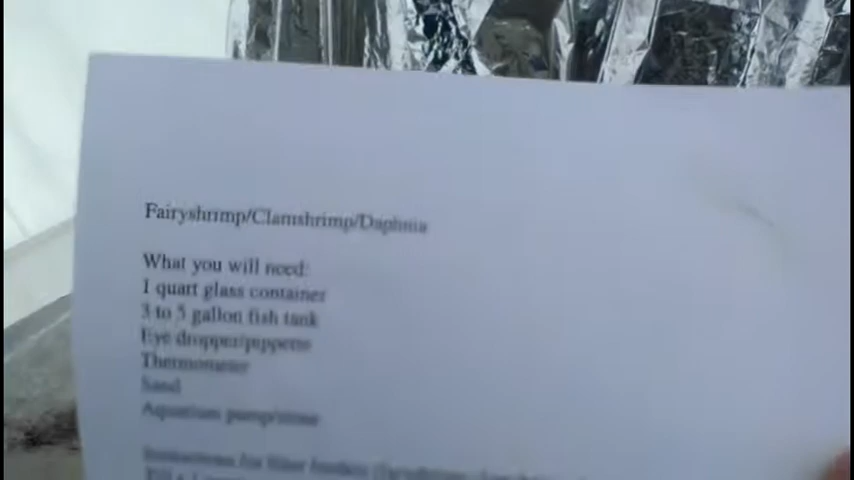 Fairyshrimp/Clamshrimp/Daphnia
What you will need:
1 quart glass container
3 to 5 gallon fish tank
Eye dropper/pippette
Thermometer
Sand
Aquarium pump/stone